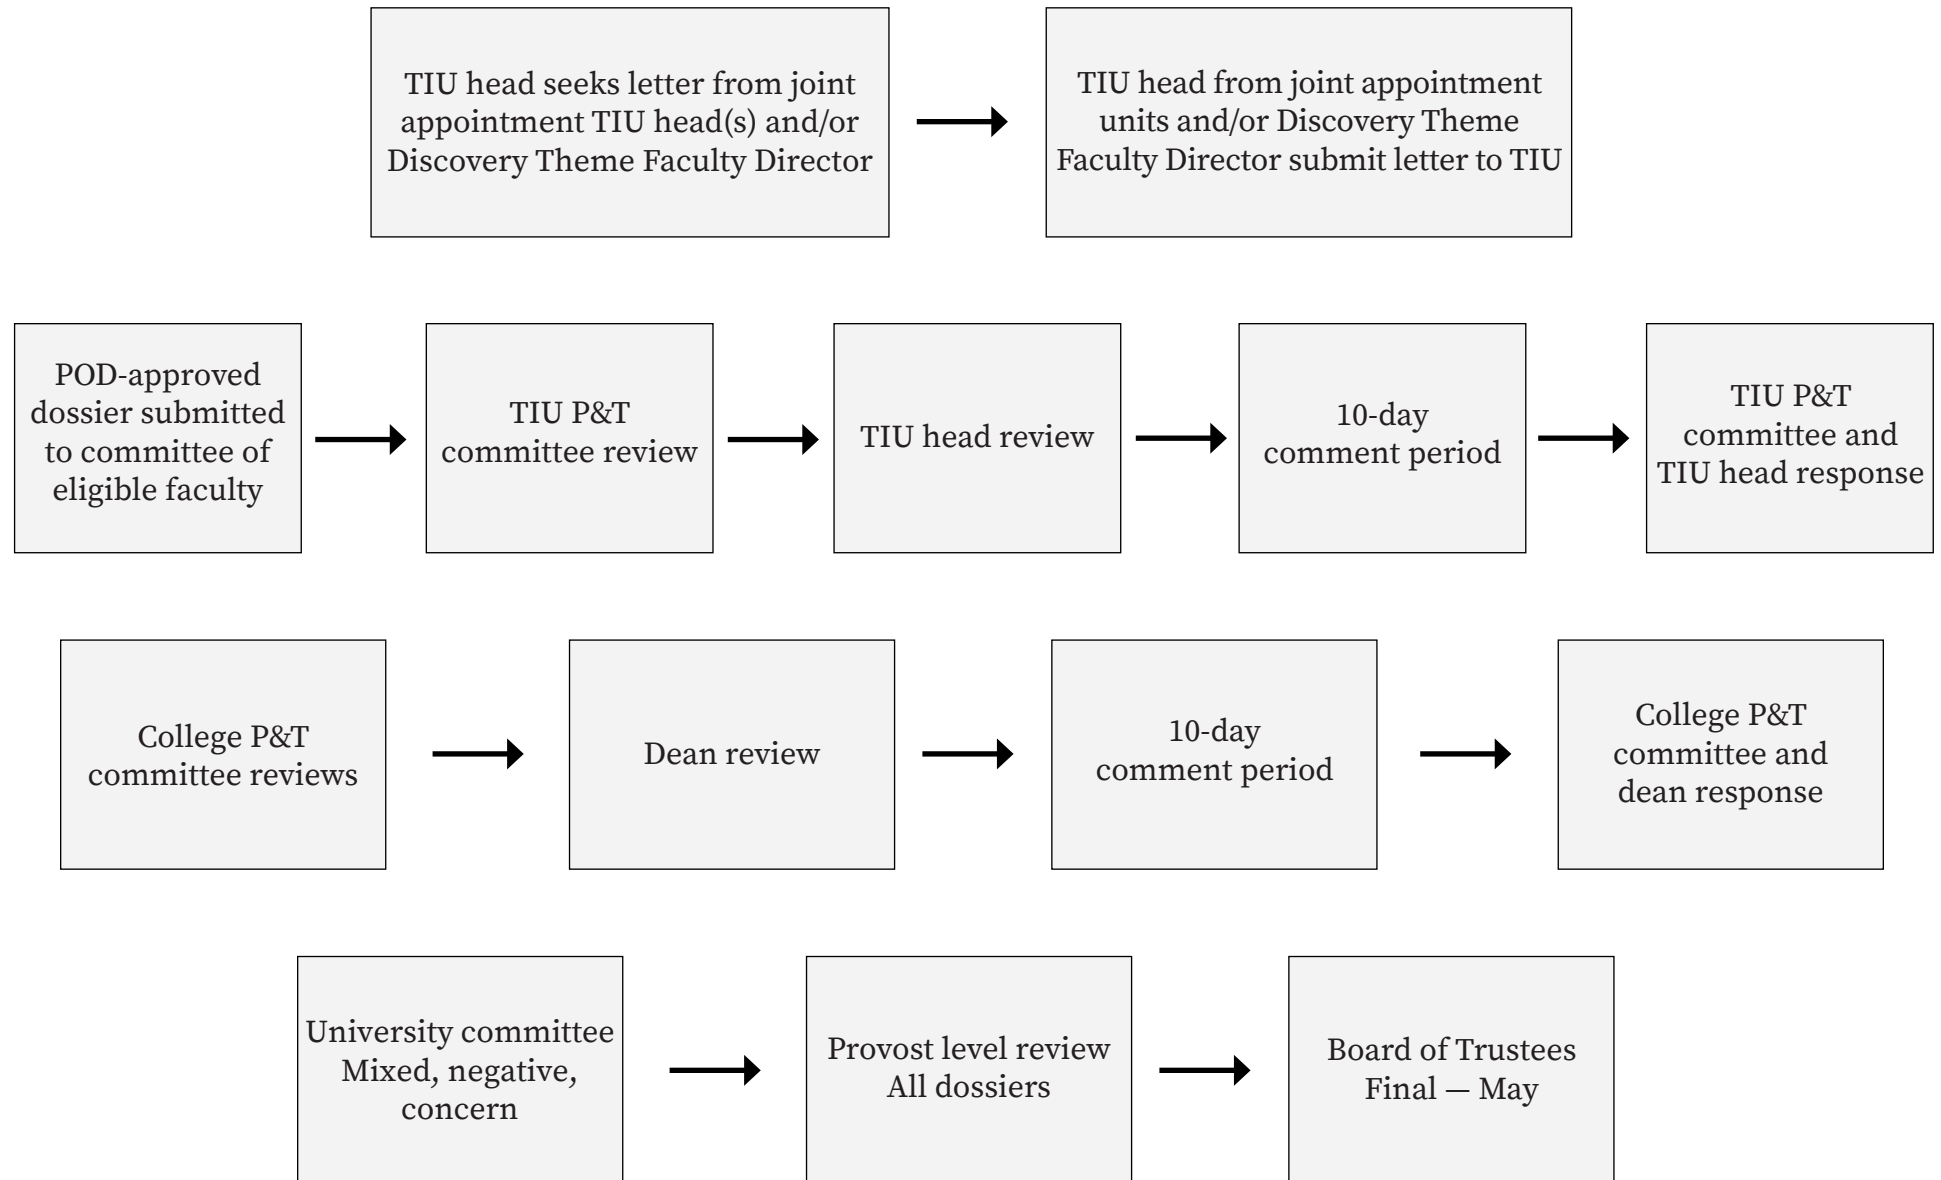 TIU head seeks letter from joint
appointment TIU head(s) and/or
Discovery Theme Faculty Director
TIU head from joint appointment
units and/or Discovery Theme
Faculty Director submit letter to TIU
POD-approved
dossier submitted
to committee of
eligible faculty
TIU P&T
committee review
TIU head review
10-day
comment period
TIU P&T
committee and
TIU head response
College P&T
committee reviews
Dean review
10-day
comment period
College P&T
committee and
dean response
University committee
Mixed, negative,
concern
Provost level review
All dossiers
Board of Trustees
Final — May